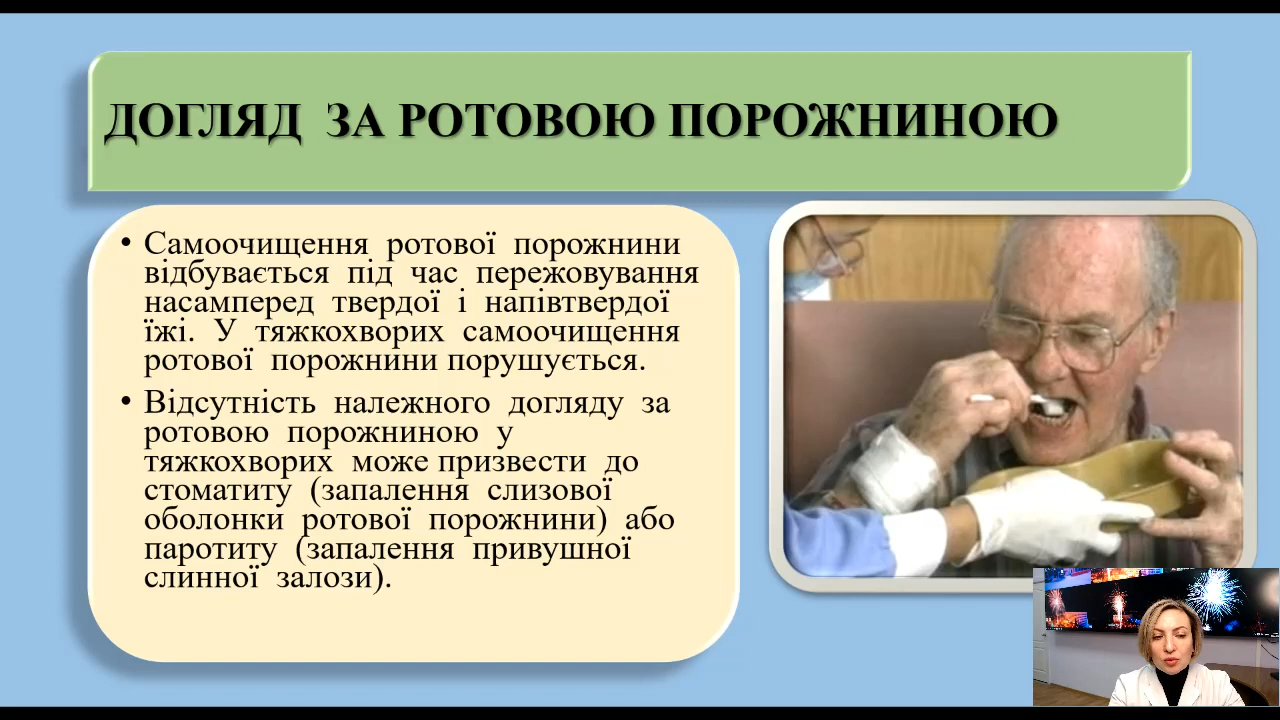 ДОГЛЯД ЗА РОТОВОЮ ПОРОЖНИНОЮ
• Самоочищення ротової порожнини
відбувається під час пережовування
насамперед твердої і напівтвердої
їжі. У тяжкохворих самоочищення
ротової порожнини порушується.
• Відсутність належного догляду за
ротовою порожниною у
тяжкохворих може призвести до
стоматиту (запалення слизової
оболонки ротової порожнини) або
паротиту (запалення привушної
слинної залози).